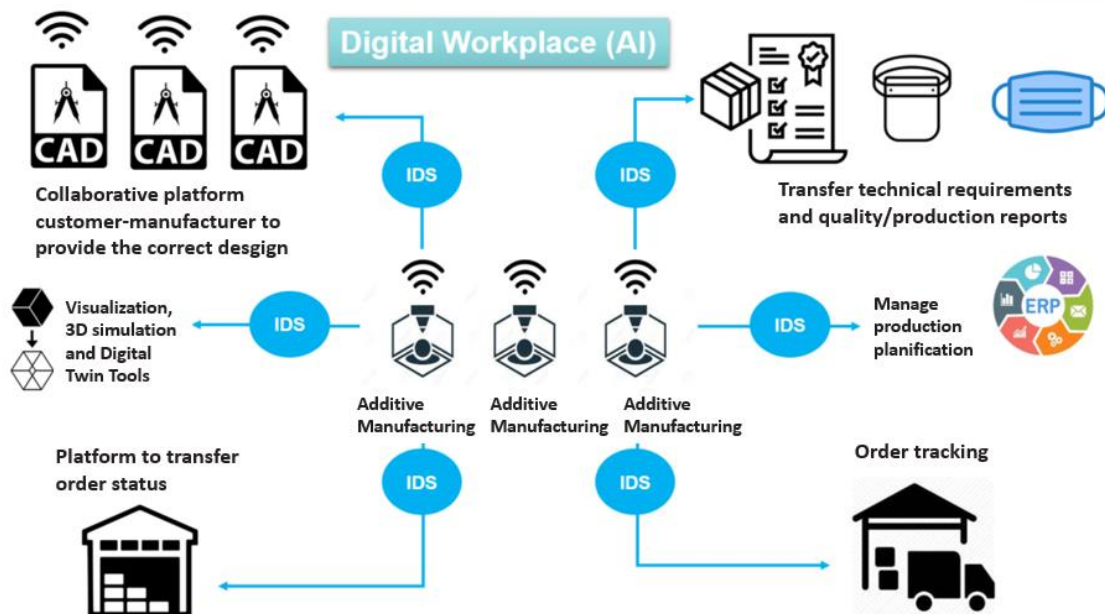 Digital Workplace (AI)
CAD
CAD
CAD
IDS
IDS
Collaborative platform
customer-manufacturer to
provide the correct desgign
Transfer technical requirements
and quality/production reports
Visualization,
3D simulation
and Digital
Twin Tools
IDS
IDS
Manage
production
planification
ERP
Additive
Manufacturing
Additive
Manufacturing
Additive
Manufacturing
Platform to transfer
order status
IDS
IDS
Order tracking